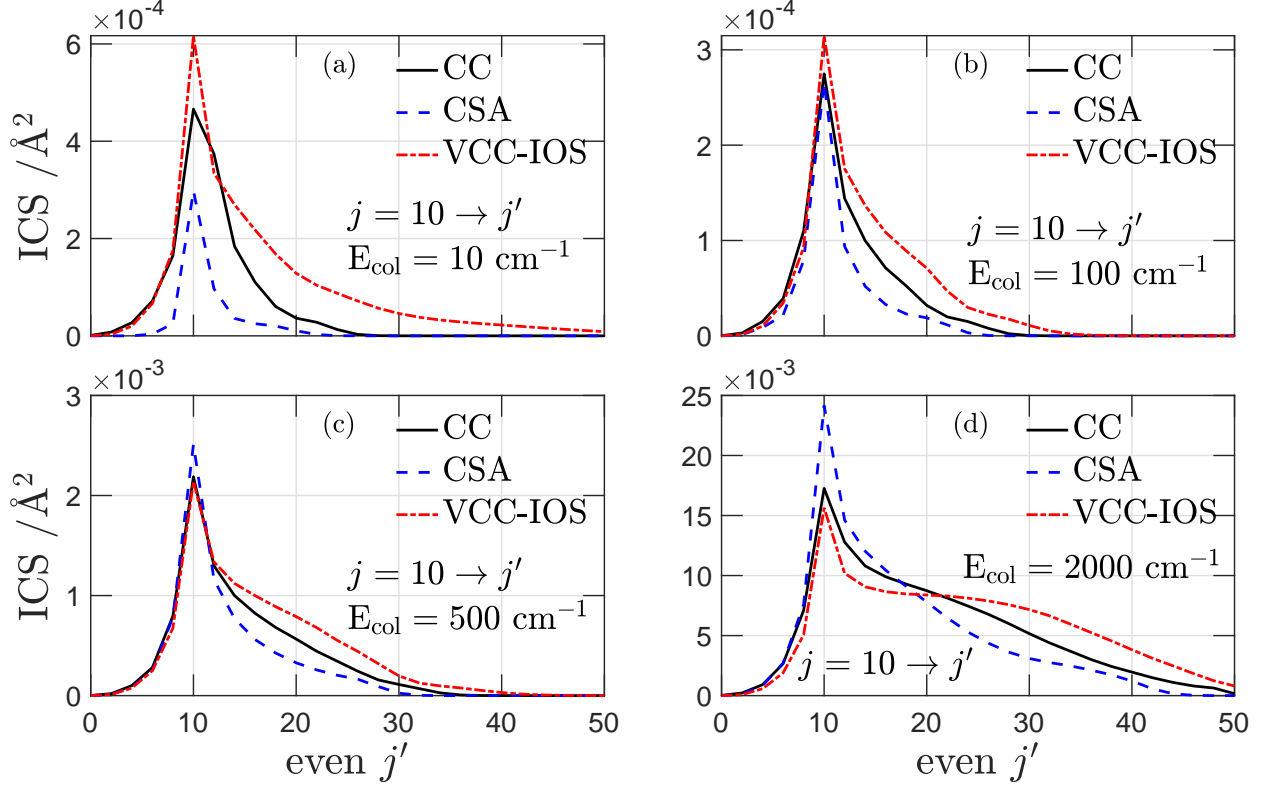 ×10⁻⁴
6
4
2
0
ICS /Å²
(a)
CC
CSA
VCC-IOS
j = 10 → j′
E_col = 10 cm⁻¹
×10⁻⁴
3
2
1
0
(b)
CC
CSA
VCC-IOS
j = 10 → j′
E_col = 100 cm⁻¹
×10⁻³
3
2
1
0
ICS /Å²
(c)
CC
CSA
VCC-IOS
j = 10 → j′
E_col = 500 cm⁻¹
0 10 20 30 40 50
even j′
×10⁻³
25
20
15
10
5
0
(d)
CC
CSA
VCC-IOS
E_col = 2000 cm⁻¹
j = 10 → j′
0 10 20 30 40 50
even j′